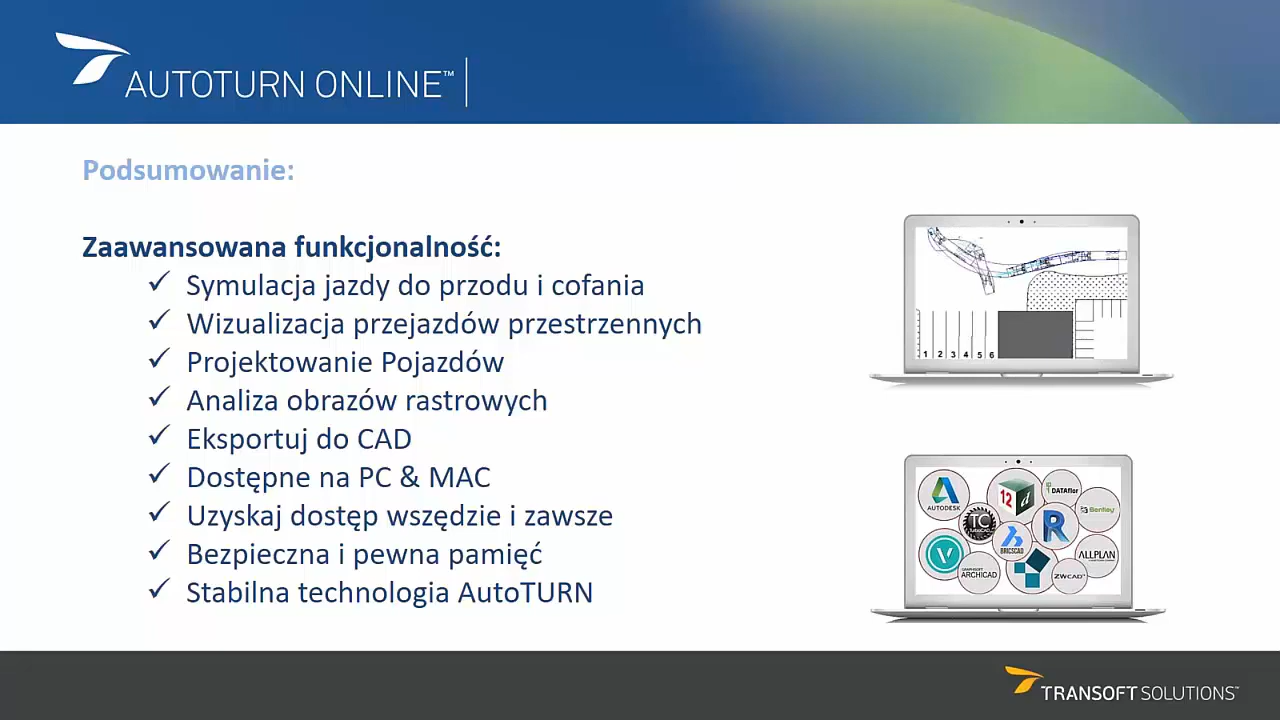 AUTOTURN ONLINE™
Podsumowanie:
Zaawansowana funkcjonalność:
✓ Symulacja jazdy do przodu i cofania
✓ Wizualizacja przejazdów przestrzennych
✓ Projektowanie Pojazdów
✓ Analiza obrazów rastrowych
✓ Eksportuj do CAD
✓ Dostępne na PC & MAC
✓ Uzyskaj dostęp wszędzie i zawsze
✓ Bezpieczna i pewna pamięć
✓ Stabilna technologia AutoTURN
1 2 3 4 5 6
AUTODESK
12 d
DATAflor
Bentley
TC
R
BRICSCAD
V
ALLPLAN
GRAPHISOFT
ARCHICAD
ZWCAD
TRANSOFT SOLUTIONS™